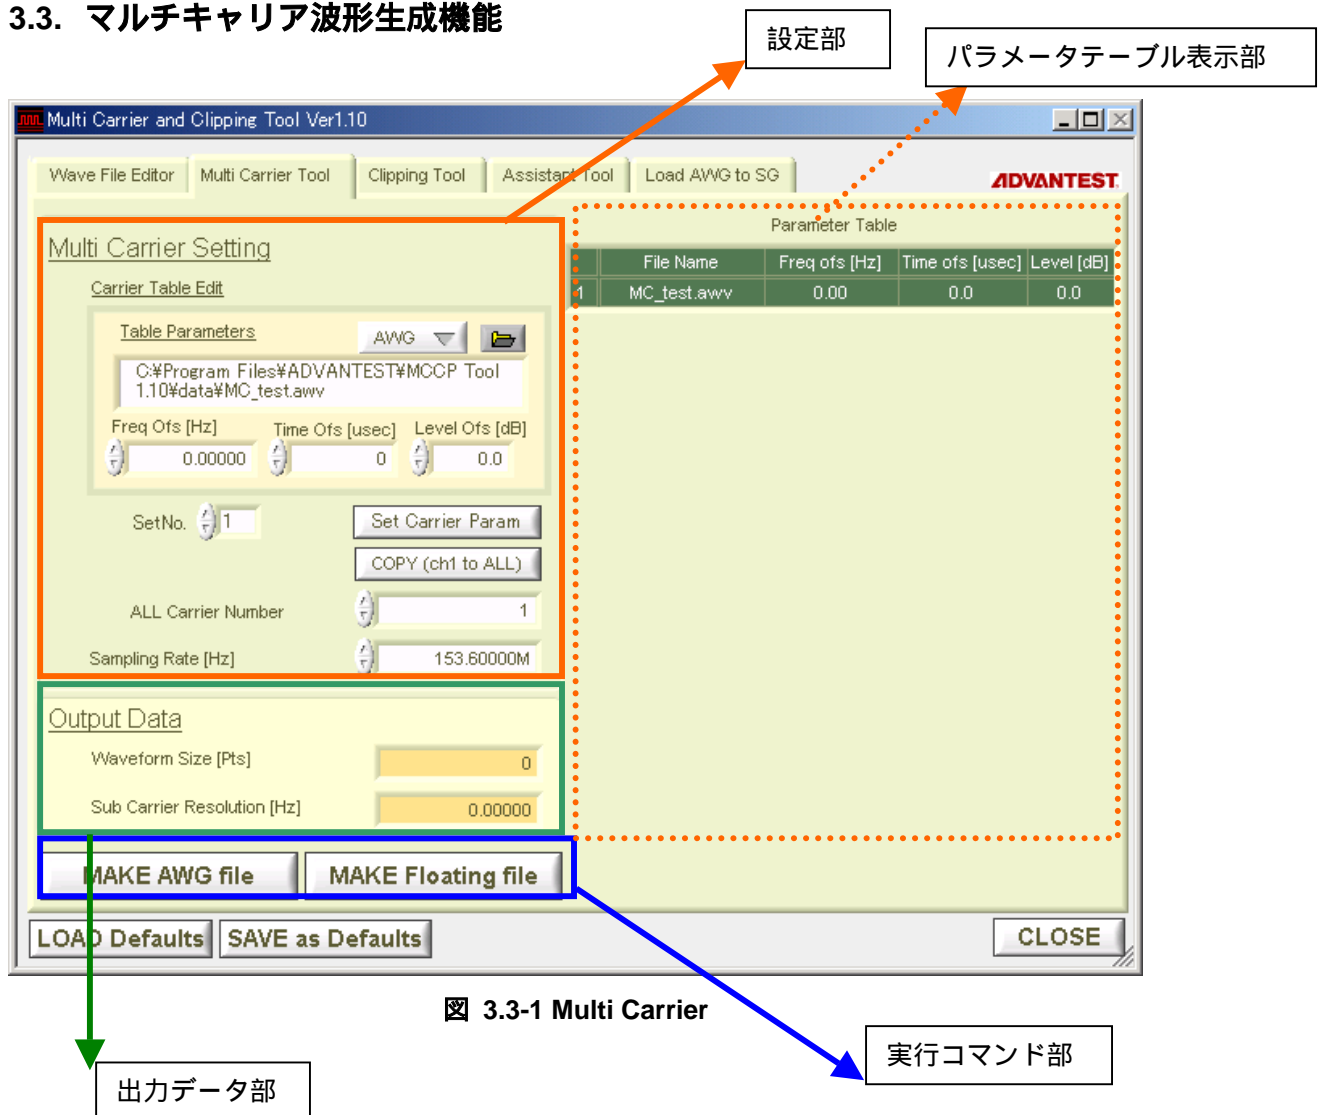 3.3. マルチキャリア波形生成機能
設定部
パラメータテーブル表示部
Multi Carrier and Clipping Tool Ver1.10
Wave File Editor
Multi Carrier Tool
Clipping Tool
Assistant Tool
Load AWG to SG
ADVANTEST.
Multi Carrier Setting
Carrier Table Edit
Table Parameters
AWG
C:¥Program Files¥ADVANTEST¥MCCP Tool
1.10¥data¥MC_test.awv
Freq Ofs [Hz]
Time Ofs [usec]
Level Ofs [dB]
0.00000
0
0.0
SetNo.
1
Set Carrier Param
COPY (ch1 to ALL)
ALL Carrier Number
1
Sampling Rate [Hz]
153.60000M
Parameter Table
File Name Freq ofs [Hz] Time ofs [usec] Level [dB]
1 MC_test.awv 0.00 0.0 0.0
Output Data
Waveform Size [Pts]
0
Sub Carrier Resolution [Hz]
0.00000
MAKE AWG file
MAKE Floating file
LOAD Defaults
SAVE as Defaults
CLOSE
図 3.3-1 Multi Carrier
実行コマンド部
出力データ部